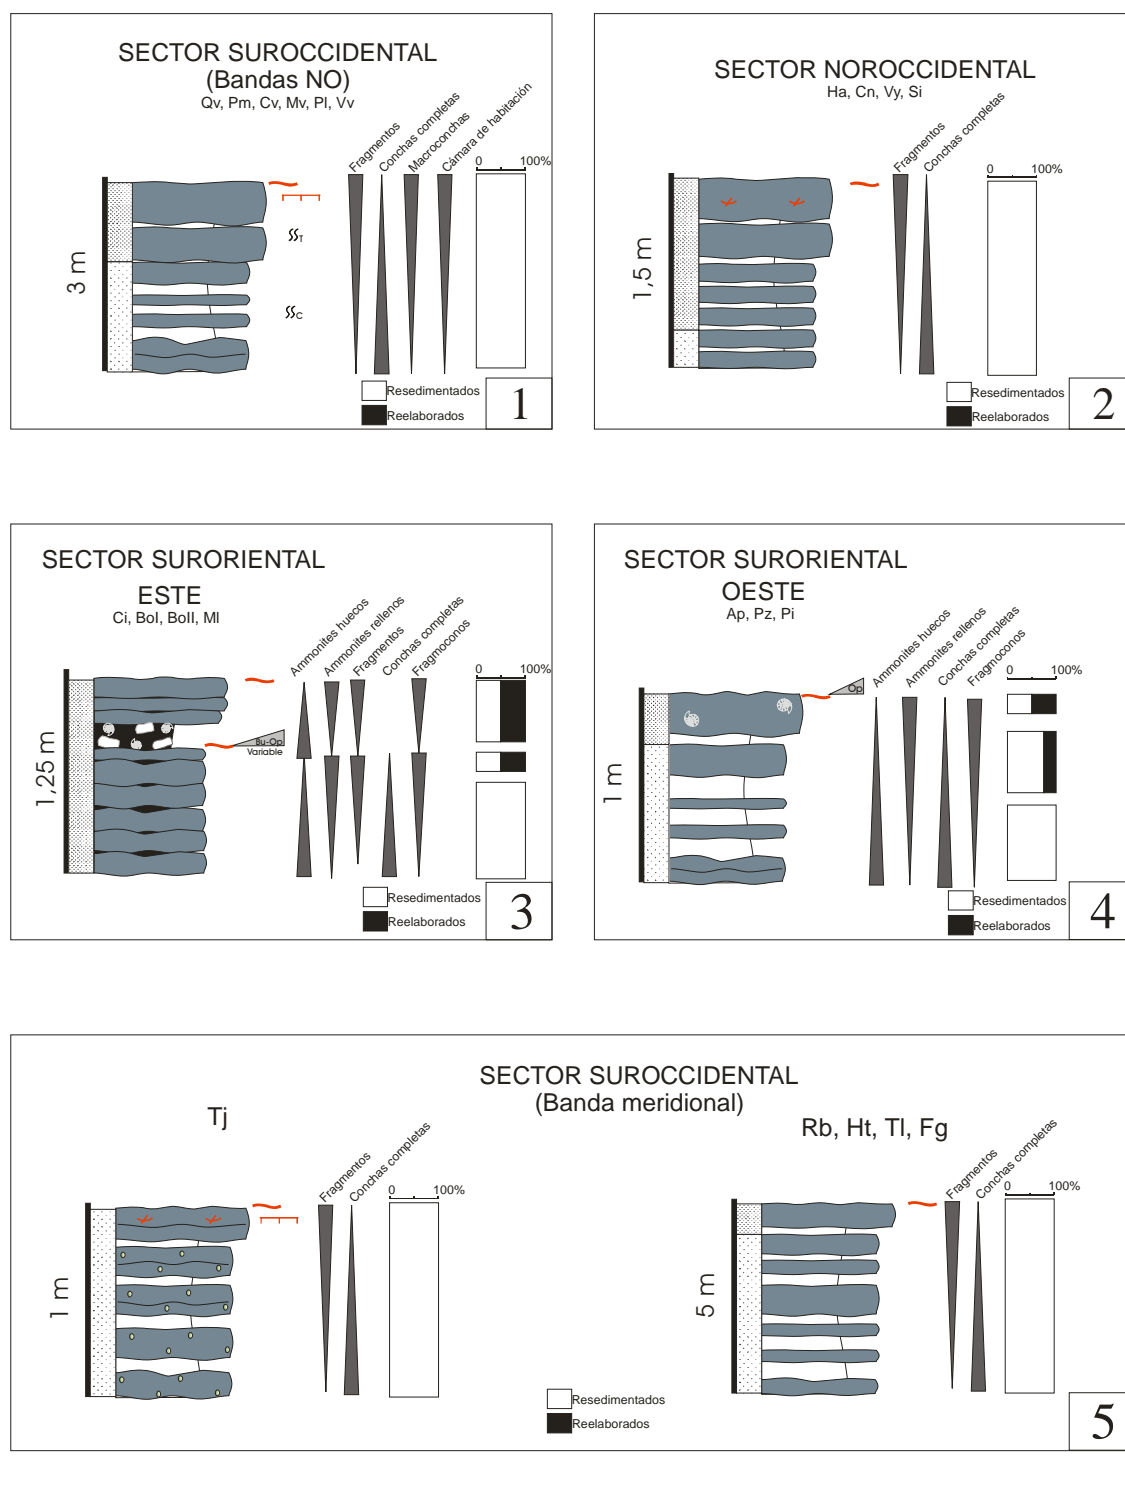 SECTOR SUROCCIDENTAL
(Bandas NO)
Qv, Pm, Cv, Mv, Pl, Vv
Fragmentos
Conchas completas
Macroconchas
Cámara de habitación
0 100%
3 m
SST
SSC
Resedimentados
Reelaborados
1
SECTOR NOROCCIDENTAL
Ha, Cn, Vy, Si
Fragmentos
Conchas completas
0 100%
1,5 m
Resedimentados
Reelaborados
2
SECTOR SURORIENTAL
ESTE
Ci, BoI, BoII, Ml
Ammonites huecos
Ammonites rellenos
Fragmentos
Conchas completas
Fragmoconos
0 100%
1,25 m
Bu-Op
Variable
Resedimentados
Reelaborados
3
SECTOR SURORIENTAL
OESTE
Ap, Pz, Pi
Ammonites huecos
Ammonites rellenos
Conchas completas
Fragmoconos
0 100%
Op
1 m
Resedimentados
Reelaborados
4
SECTOR SUROCCIDENTAL
(Banda meridional)
Tj
Fragmentos
Conchas completas
0 100%
1 m
Rb, Ht, Tl, Fg
Fragmentos
Conchas completas
0 100%
5 m
Resedimentados
Reelaborados
5